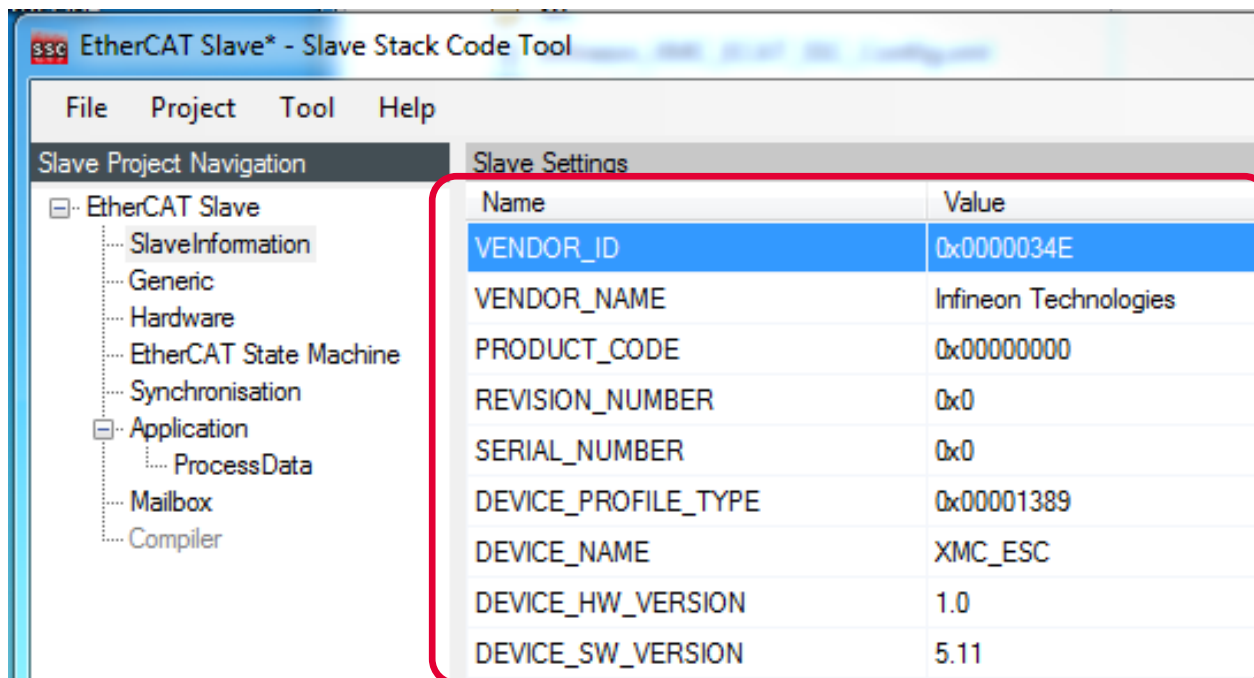 ssc EtherCAT Slave* - Slave Stack Code Tool
File Project Tool Help
Slave Project Navigation
EtherCAT Slave
SlaveInformation
Generic
Hardware
EtherCAT State Machine
Synchronisation
Application
ProcessData
Mailbox
Compiler
Slave Settings
Name Value
VENDOR_ID 0x0000034E
VENDOR_NAME Infineon Technologies
PRODUCT_CODE 0x00000000
REVISION_NUMBER 0x0
SERIAL_NUMBER 0x0
DEVICE_PROFILE_TYPE 0x00001389
DEVICE_NAME XMC_ESC
DEVICE_HW_VERSION 1.0
DEVICE_SW_VERSION 5.11